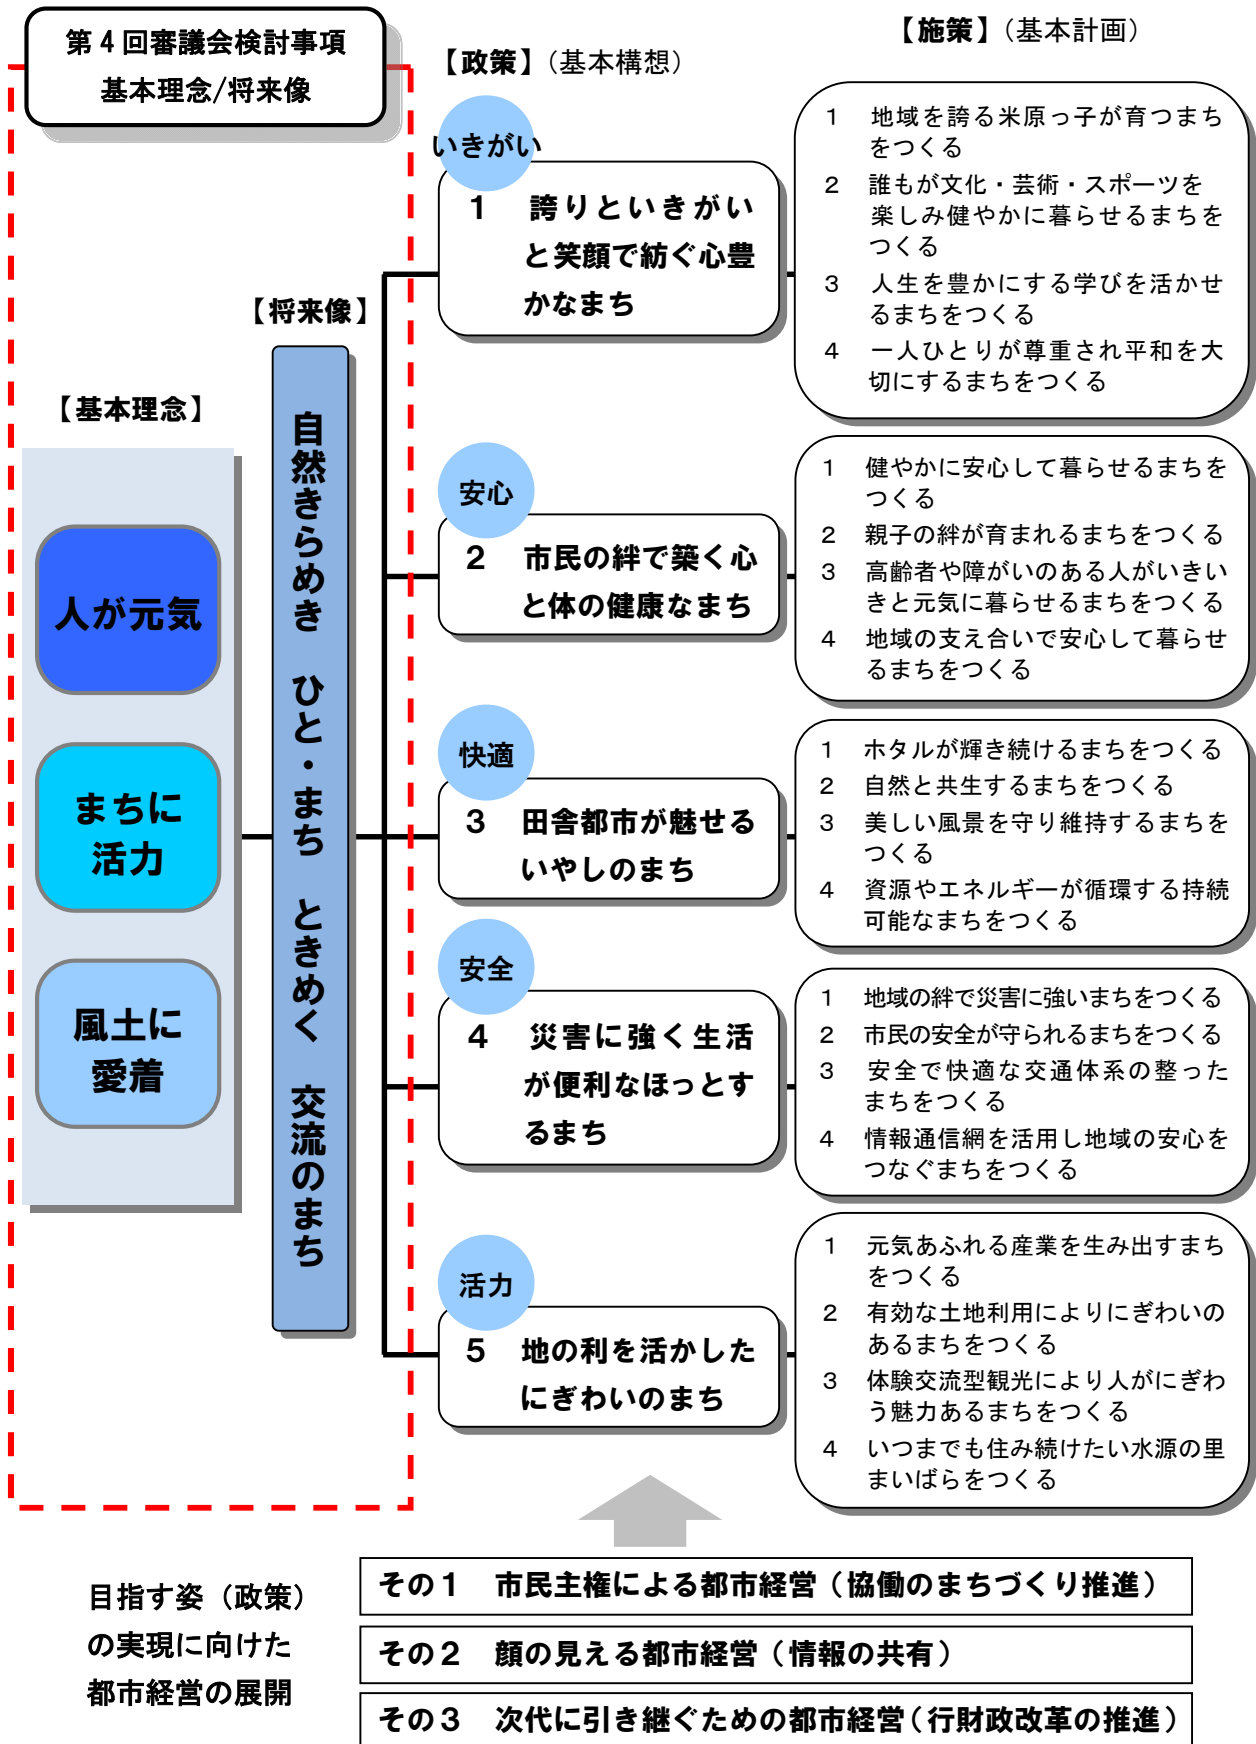 第４回審議会検討事項
基本理念/将来像
【基本理念】
人が元気
まちに
活力
風土に
愛着
【将来像】
自然きらめき　ひと・まち　ときめく　交流のまち
【政策】（基本構想）
いきがい
１　誇りといきがい
と笑顔で紡ぐ心豊
かなまち
安心
２　市民の絆で築く心
と体の健康なまち
快適
３　田舎都市が魅せる
いやしのまち
安全
４　災害に強く生活
が便利なほっとす
るまち
活力
５　地の利を活かした
にぎわいのまち
【施策】（基本計画）
１　地域を誇る米原っ子が育つまち
をつくる
２　誰もが文化・芸術・スポーツを
楽しみ健やかに暮らせるまちを
つくる
３　人生を豊かにする学びを活かせ
るまちをつくる
４　一人ひとりが尊重され平和を大
切にするまちをつくる
１　健やかに安心して暮らせるまちを
つくる
２　親子の絆が育まれるまちをつくる
３　高齢者や障がいのある人がいきい
きと元気に暮らせるまちをつくる
４　地域の支え合いで安心して暮らせ
るまちをつくる
１　ホタルが輝き続けるまちをつくる
２　自然と共生するまちをつくる
３　美しい風景を守り維持するまちを
つくる
４　資源やエネルギーが循環する持続
可能なまちをつくる
１　地域の絆で災害に強いまちをつくる
２　市民の安全が守られるまちをつくる
３　安全で快適な交通体系の整った
まちをつくる
４　情報通信網を活用し地域の安心を
つなぐまちをつくる
１　元気あふれる産業を生み出すまち
をつくる
２　有効な土地利用によりにぎわいの
あるまちをつくる
３　体験交流型観光により人がにぎわ
う魅力あるまちをつくる
４　いつまでも住み続けたい水源の里
まいばらをつくる
目指す姿（政策）
の実現に向けた
都市経営の展開
その１　市民主権による都市経営（協働のまちづくり推進）
その２　顔の見える都市経営（情報の共有）
その３　次代に引き継ぐための都市経営（行財政改革の推進）